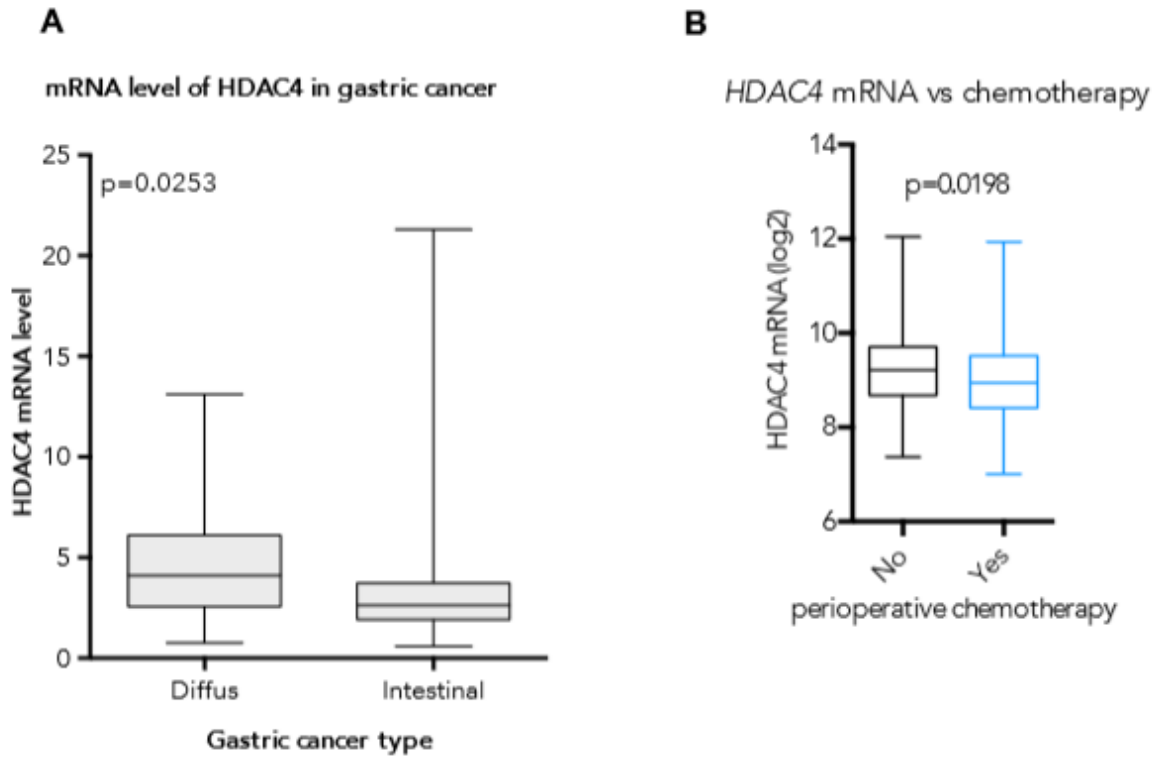 A
mRNA level of HDAC4 in gastric cancer
25
p=0.0253
20
15
10
5
0
HDAC4 mRNA level
Diffus
Intestinal
Gastric cancer type
B
HDAC4 mRNA vs chemotherapy
14
p=0.0198
12
10
8
6
HDAC4 mRNA (log2)
No
Yes
perioperative chemotherapy